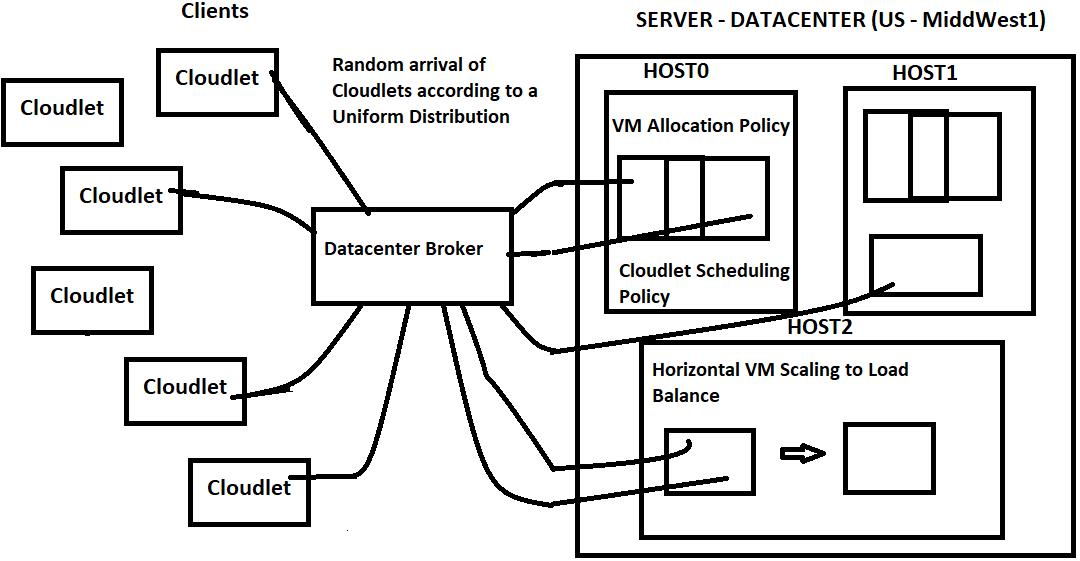 Clients
SERVER - DATACENTER (US - MiddWest1)
Cloudlet
Cloudlet
Cloudlet
Cloudlet
Cloudlet
Cloudlet
Random arrival of
Cloudlets according to a
Uniform Distribution
Datacenter Broker
HOST0
VM Allocation Policy
Cloudlet Scheduling
Policy
HOST1
HOST2
Horizontal VM Scaling to Load
Balance